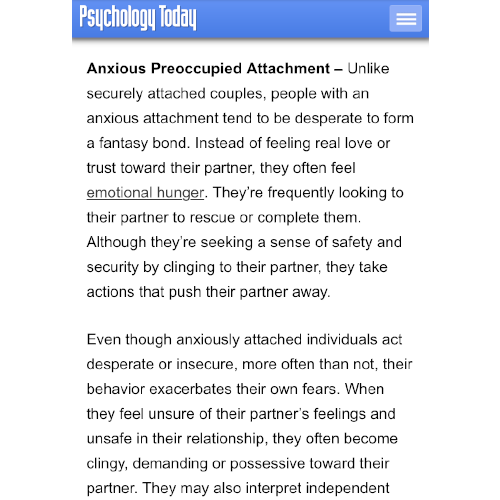 Psychology Today
Anxious Preoccupied Attachment – Unlike
securely attached couples, people with an
anxious attachment tend to be desperate to form
a fantasy bond. Instead of feeling real love or
trust toward their partner, they often feel
emotional hunger. They’re frequently looking to
their partner to rescue or complete them.
Although they’re seeking a sense of safety and
security by clinging to their partner, they take
actions that push their partner away.
Even though anxiously attached individuals act
desperate or insecure, more often than not, their
behavior exacerbates their own fears. When
they feel unsure of their partner’s feelings and
unsafe in their relationship, they often become
clingy, demanding or possessive toward their
partner. They may also interpret independent